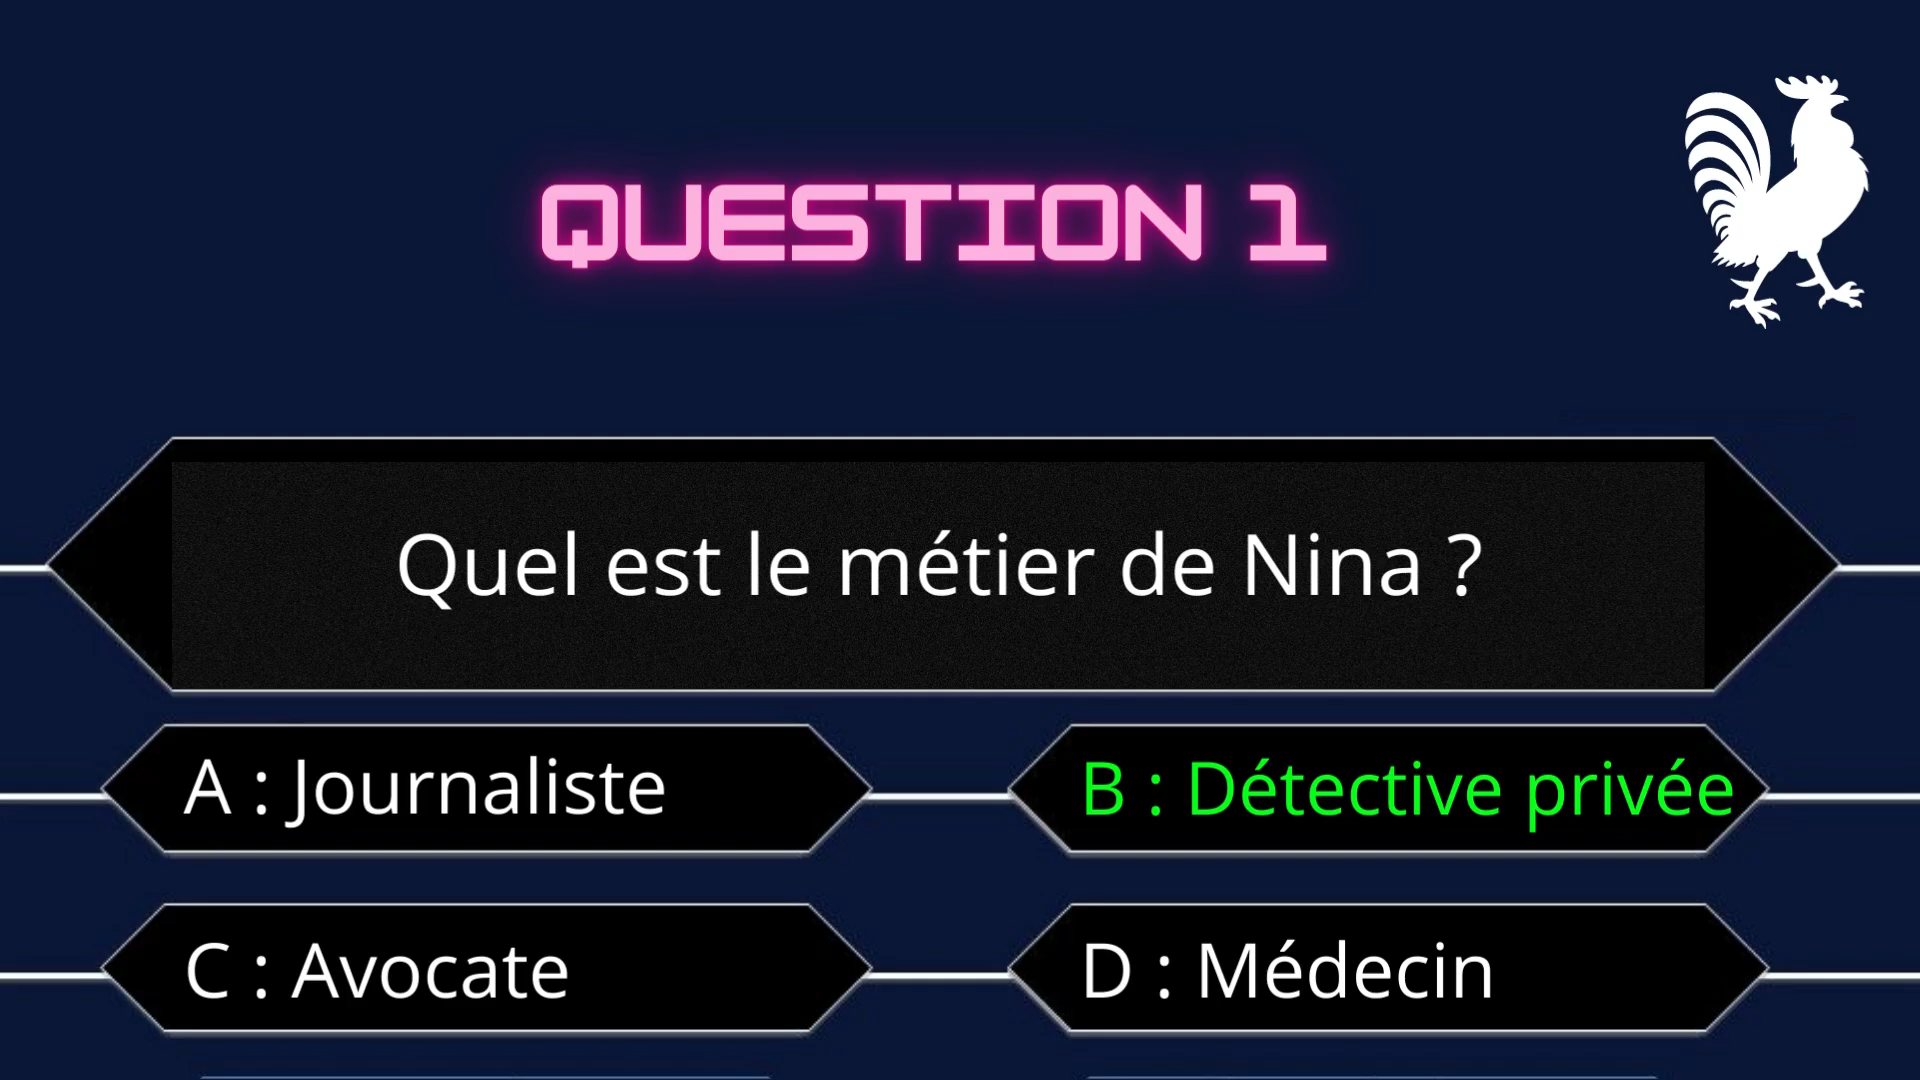 QUESTION 1
Quel est le métier de Nina ?
A : Journaliste
B : Détective privée
C : Avocate
D : Médecin